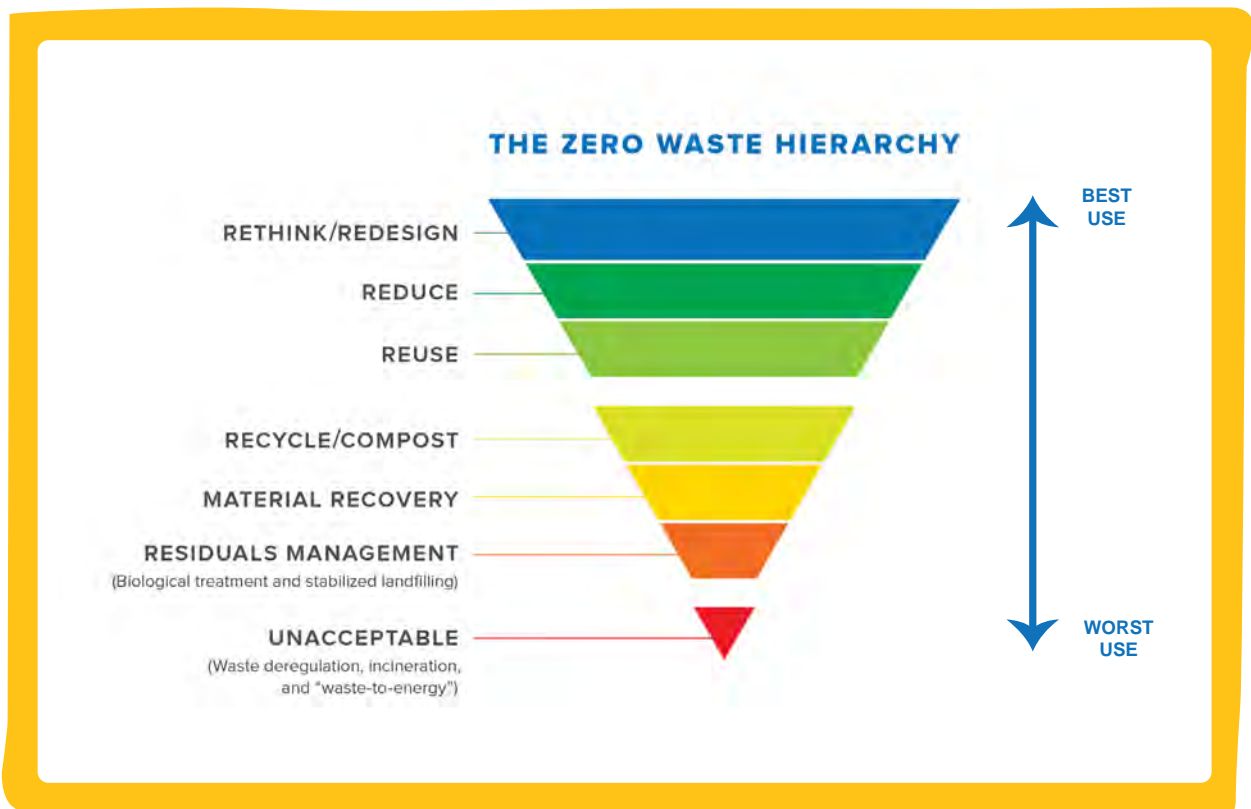 THE ZERO WASTE HIERARCHY
BEST
USE
RETHINK/REDESIGN
REDUCE
REUSE
RECYCLE/COMPOST
MATERIAL RECOVERY
RESIDUALS MANAGEMENT
(Biological treatment and stabilized landfilling)
UNACCEPTABLE
(Waste deregulation, incineration,
and “waste-to-energy”)
WORST
USE